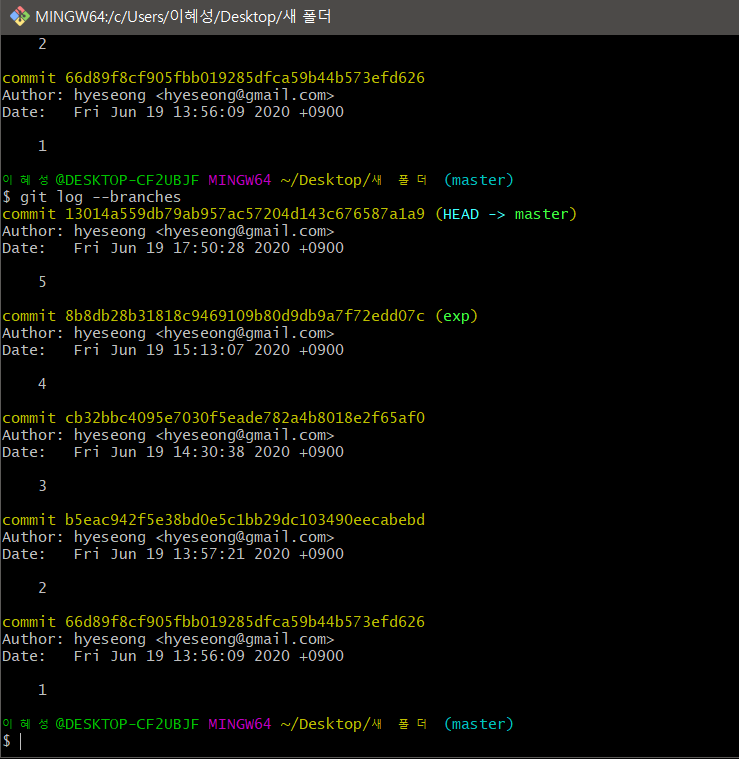 MINGW64:/c/Users/이혜성/Desktop/새 폴더
2
commit 66d89f8cf905fbb019285dfca59b44b573efd626
Author: hyeseong <hyeseong@gmail.com>
Date:   Fri Jun 19 13:56:09 2020 +0900
1
이혜성@DESKTOP-CF2UBJF MINGW64 ~/Desktop/새 폴더 (master)
$ git log --branches
commit 13014a559db79ab957ac57204d143c676587a1a9 (HEAD -> master)
Author: hyeseong <hyeseong@gmail.com>
Date:   Fri Jun 19 17:50:28 2020 +0900
5
commit 8b8db28b31818c9469109b80d9db9a7f72edd07c (exp)
Author: hyeseong <hyeseong@gmail.com>
Date:   Fri Jun 19 15:13:07 2020 +0900
4
commit cb32bbc4095e7030f5eade782a4b8018e2f65af0
Author: hyeseong <hyeseong@gmail.com>
Date:   Fri Jun 19 14:30:38 2020 +0900
3
commit b5eac942f5e38bd0e5c1bb29dc103490eecabebd
Author: hyeseong <hyeseong@gmail.com>
Date:   Fri Jun 19 13:57:21 2020 +0900
2
commit 66d89f8cf905fbb019285dfca59b44b573efd626
Author: hyeseong <hyeseong@gmail.com>
Date:   Fri Jun 19 13:56:09 2020 +0900
1
이혜성@DESKTOP-CF2UBJF MINGW64 ~/Desktop/새 폴더 (master)
$